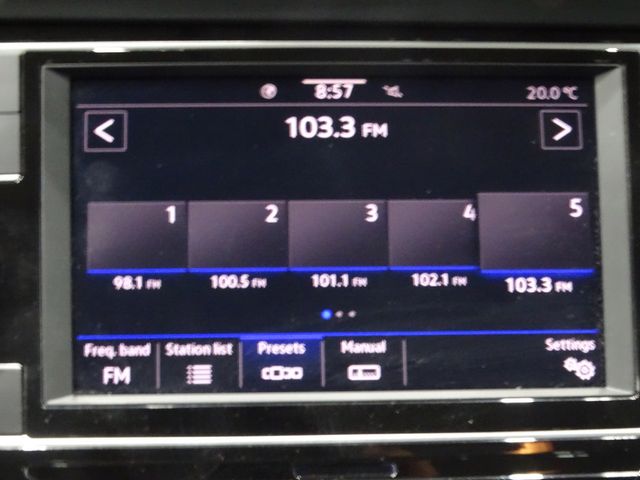 8:57 20.0 °C
< 103.3 FM >
1 2 3 4 5
98.1 FM 100.5 FM 101.1 FM 102.1 FM 103.3 FM
Freq. band Station list Presets Manual Settings
FM